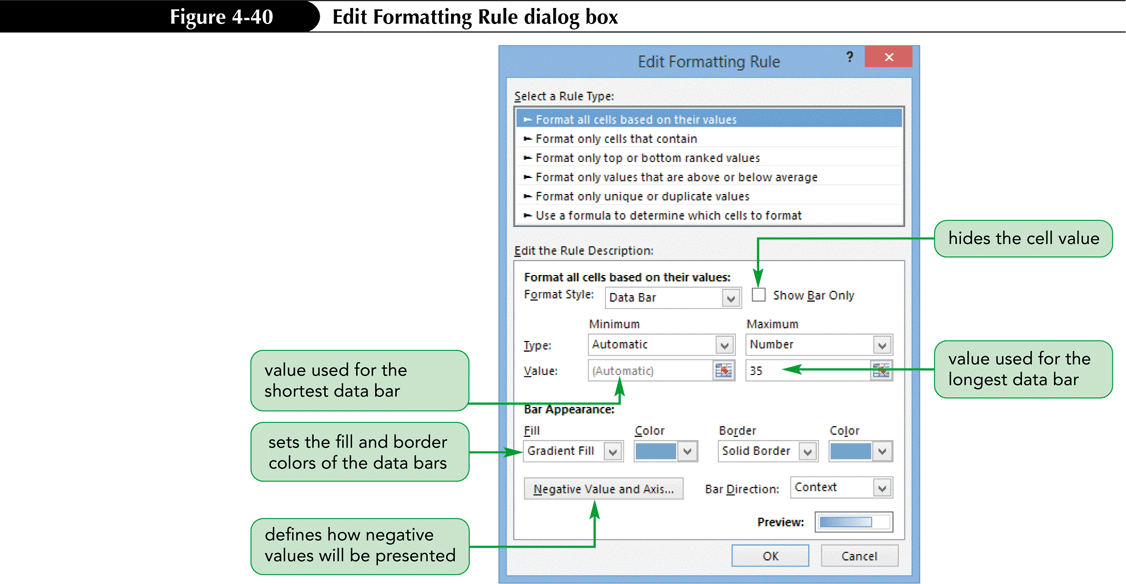 Figure 4-40 Edit Formatting Rule dialog box
Edit Formatting Rule ?
Select a Rule Type:
► Format all cells based on their values
► Format only cells that contain
► Format only top or bottom ranked values
► Format only values that are above or below average
► Format only unique or duplicate values
► Use a formula to determine which cells to format
hides the cell value
Edit the Rule Description:
Format all cells based on their values:
Format Style: Data Bar Show Bar Only
Minimum Maximum
Type: Automatic Number
Value: (Automatic) 35
value used for the
shortest data bar
value used for the
longest data bar
Bar Appearance:
Fill Color Border Color
Gradient Fill Solid Border
sets the fill and border
colors of the data bars
Negative Value and Axis... Bar Direction: Context
Preview:
defines how negative
values will be presented
OK Cancel